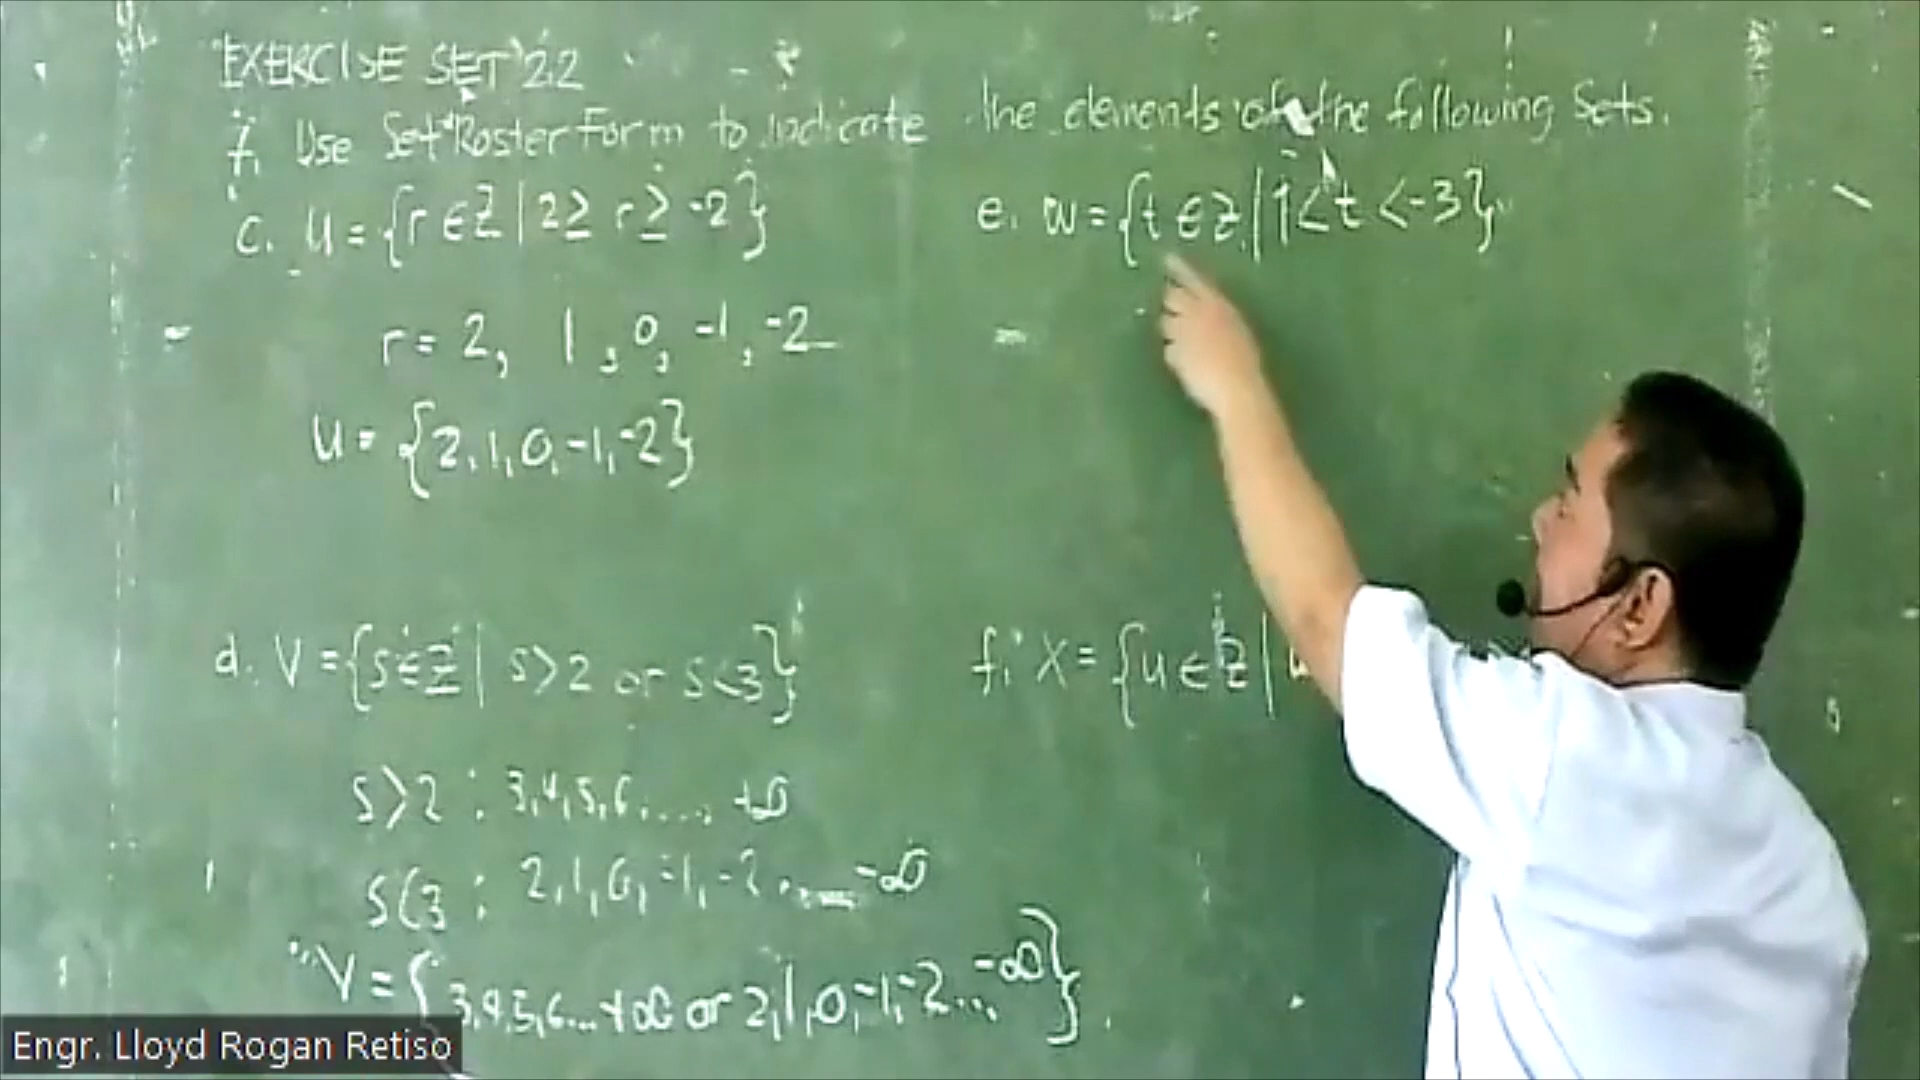 EXERCISE SET 2.2
7. Use Set Roster Form to indicate the elements of the following Sets.
c. U = {r ∈ Z | 2 ≥ r ≥ -2}
r = 2, 1, 0, -1, -2
U = {2, 1, 0, -1, -2}
d. V = {s ∈ Z | s > 2 or s < 3}
s > 2 : 3, 4, 5, 6, ..., +∞
s < 3 : 2, 1, 0, -1, -2 ... -∞
V = {3, 4, 5, 6 ... +∞ or 2, 1, 0, -1, -2 ... -∞}
e. W = {t ∈ Z | 1 < t < -3}
f. X = {u ∈ Z |
Engr. Lloyd Rogan Retiso